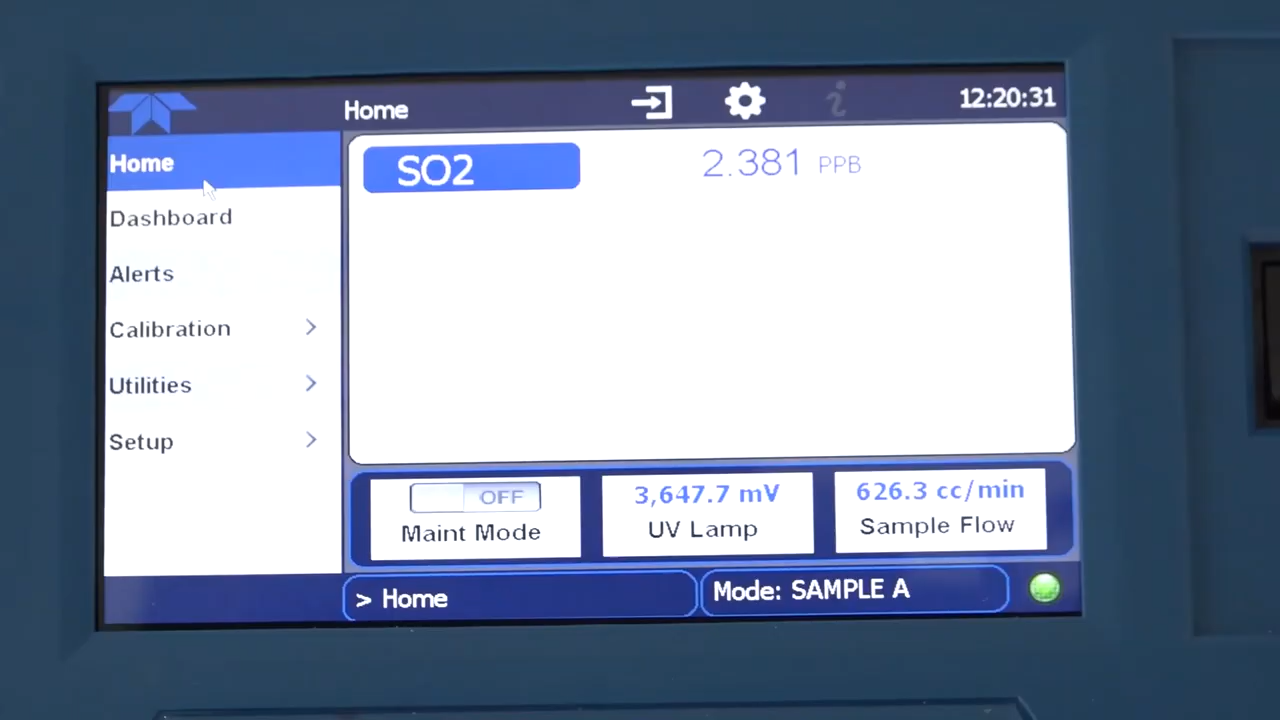 Home
12:20:31
Home
Dashboard
Alerts
Calibration
Utilities
Setup
SO2
2.381 PPB
OFF
Maint Mode
3,647.7 mV
UV Lamp
626.3 cc/min
Sample Flow
> Home
Mode: SAMPLE A